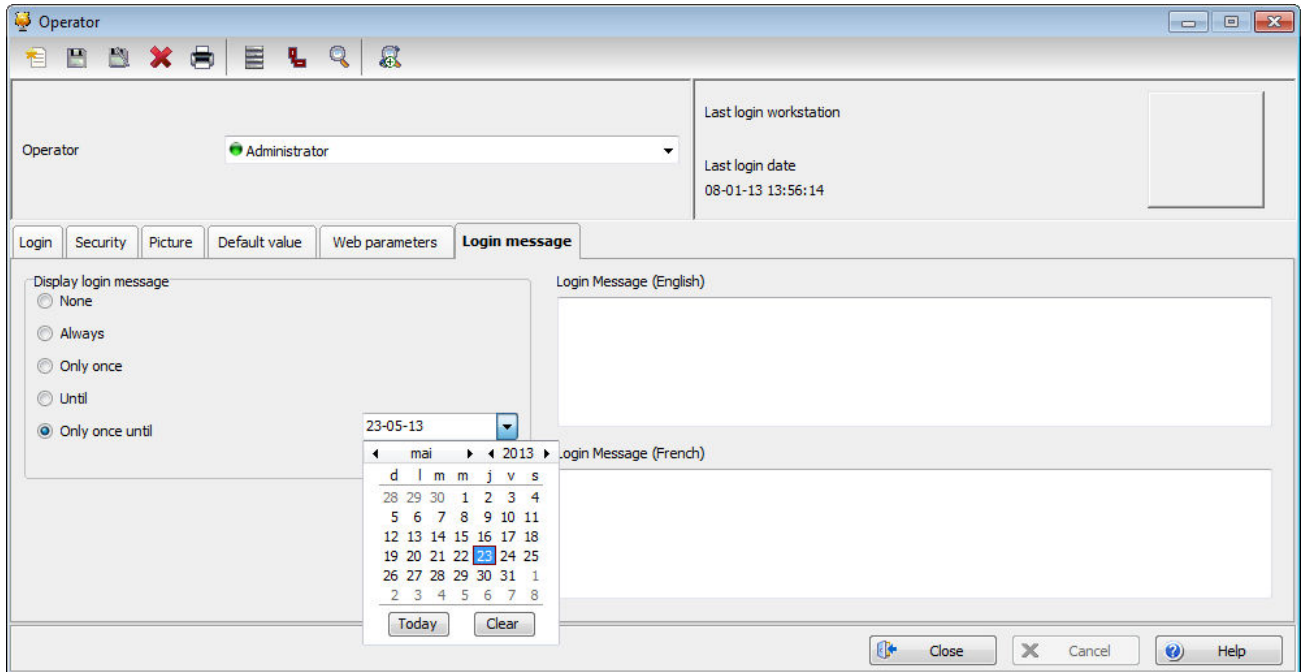 Operator
Operator
Administrator
Last login workstation
Last login date
08-01-13 13:56:14
Login Security Picture Default value Web parameters Login message
Display login message
None
Always
Only once
Until
Only once until
23-05-13
mai 2013
d l m m j v s
28 29 30 1 2 3 4
5 6 7 8 9 10 11
12 13 14 15 16 17 18
19 20 21 22 23 24 25
26 27 28 29 30 31 1
2 3 4 5 6 7 8
Today Clear
Login Message (English)
Login Message (French)
Close Cancel Help